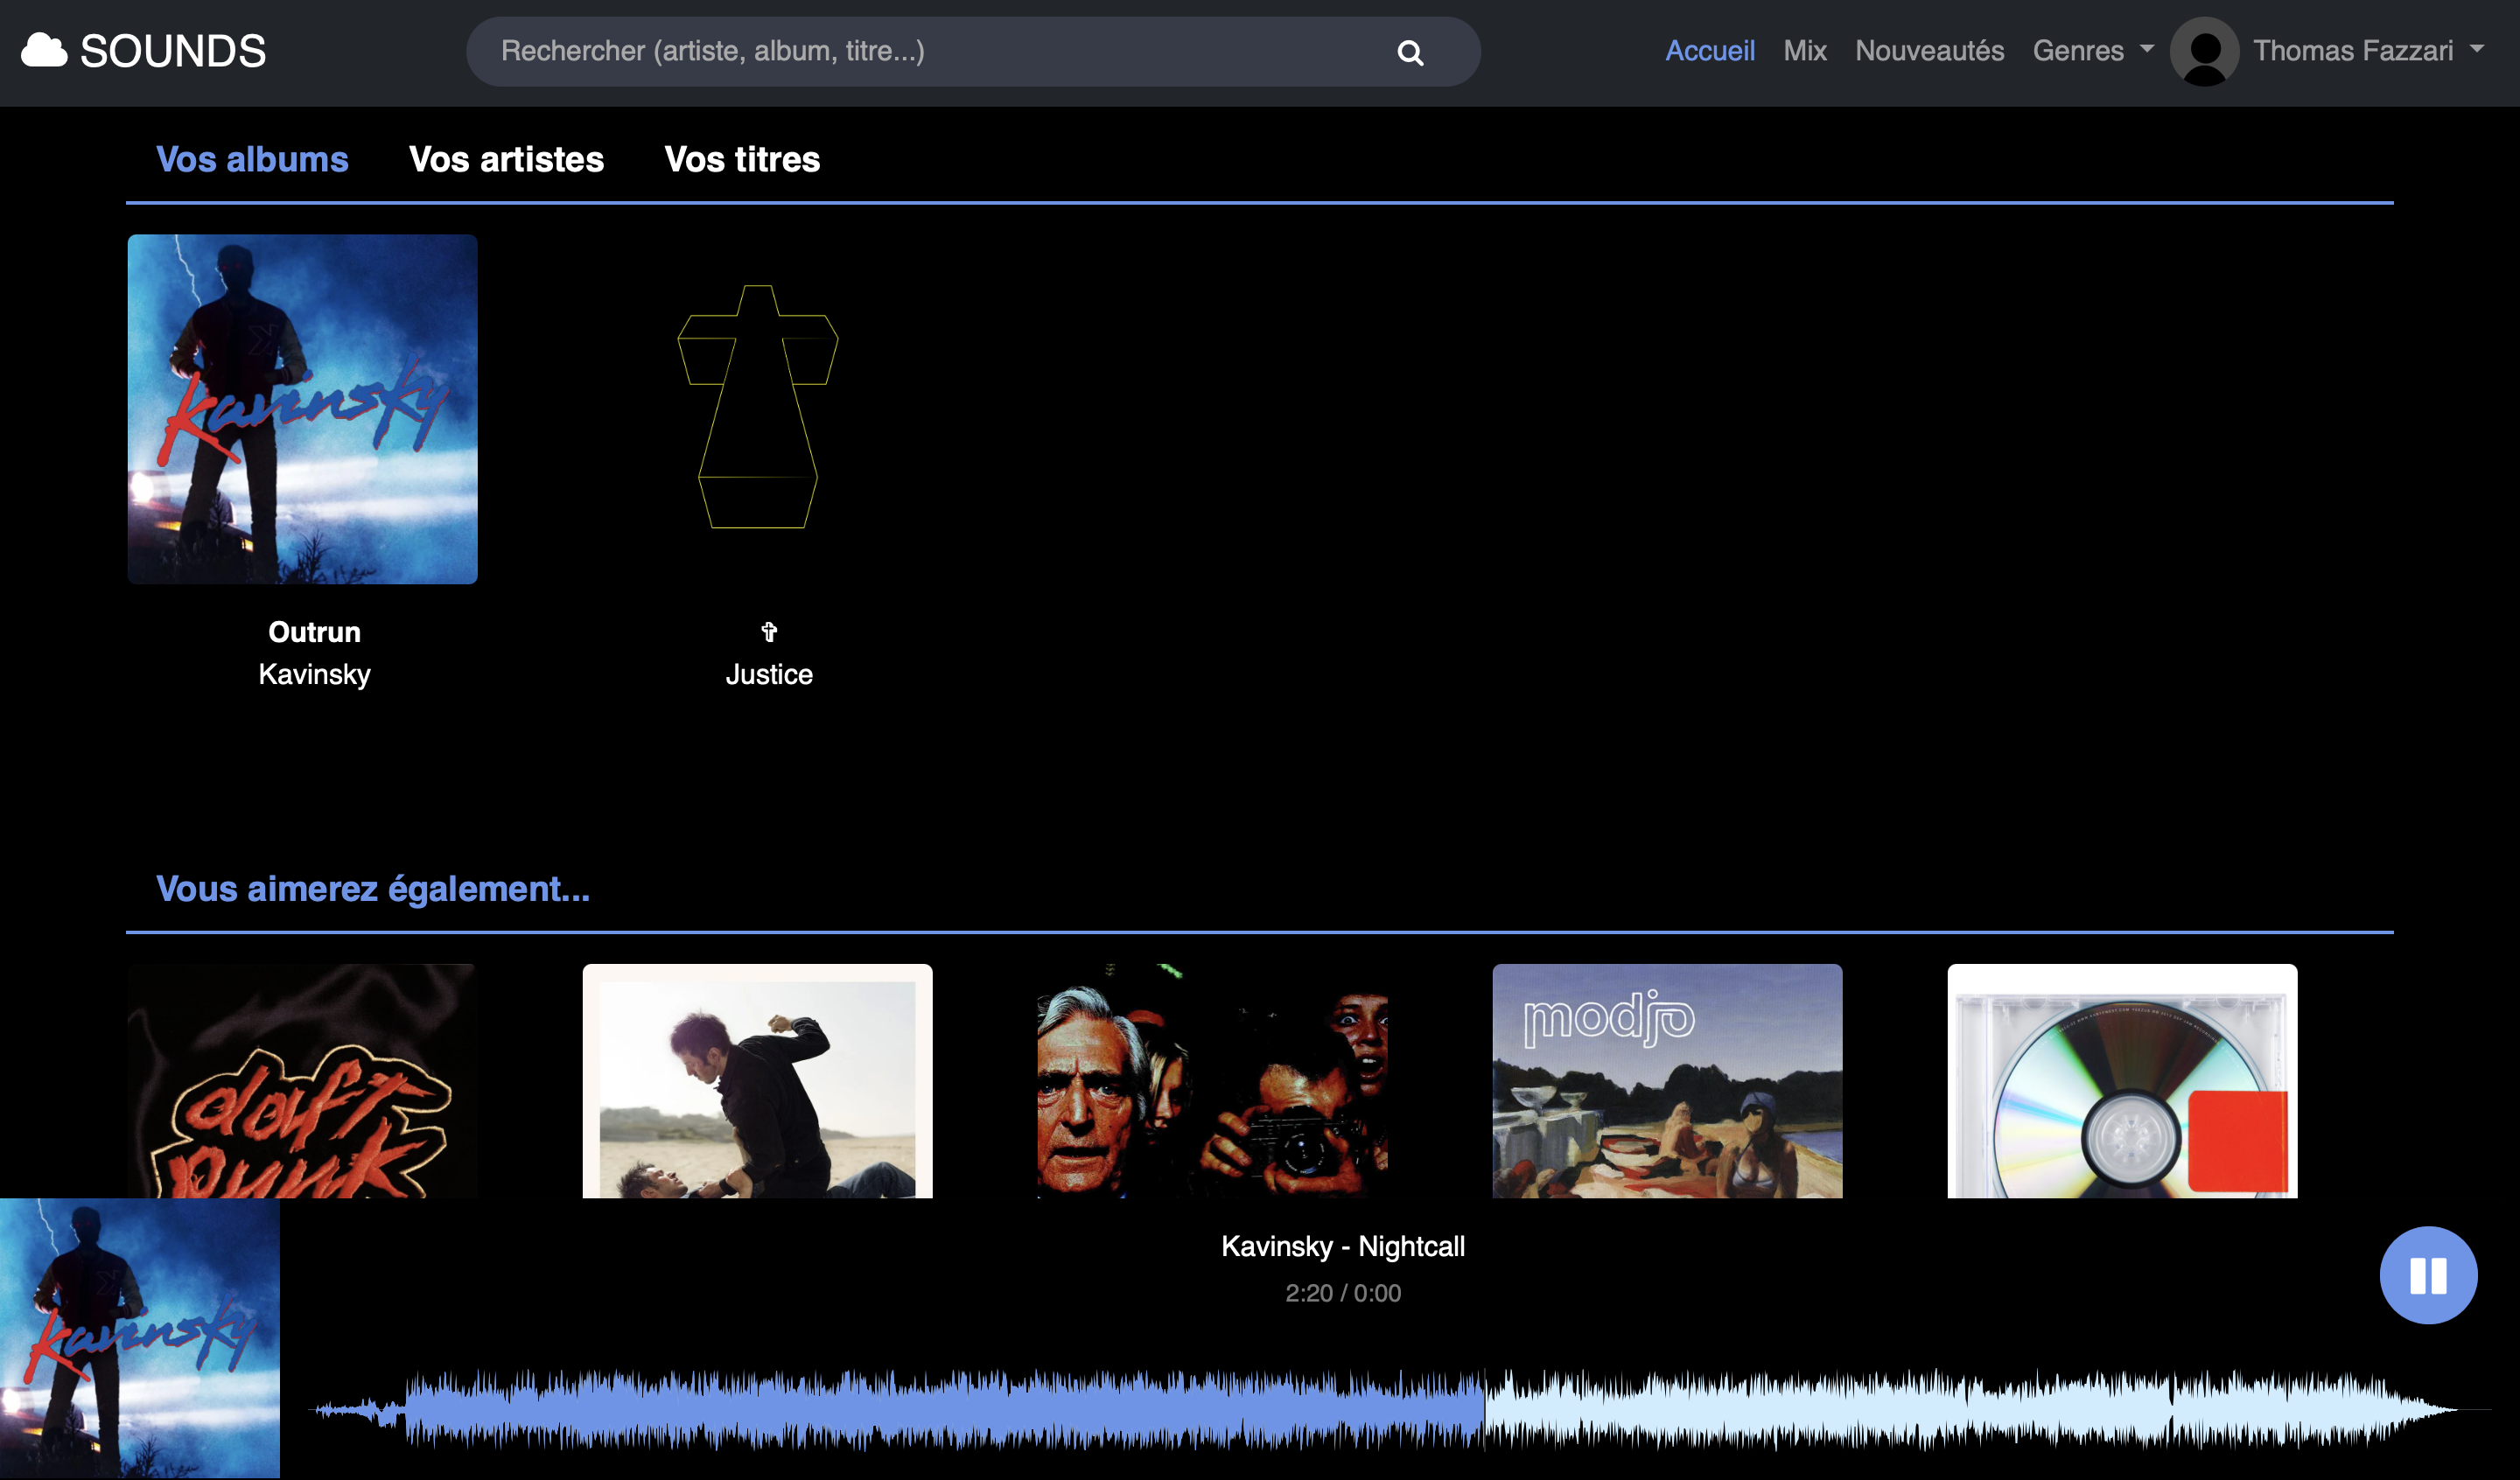 SOUNDS
Rechercher (artiste, album, titre...)
Accueil Mix Nouveautés Genres Thomas Fazzari
Vos albums Vos artistes Vos titres
Kavinsky
Outrun
Kavinsky
✞
Justice
Vous aimerez également...
daft punk
modjo
Kavinsky
Kavinsky - Nightcall
2:20 / 0:00